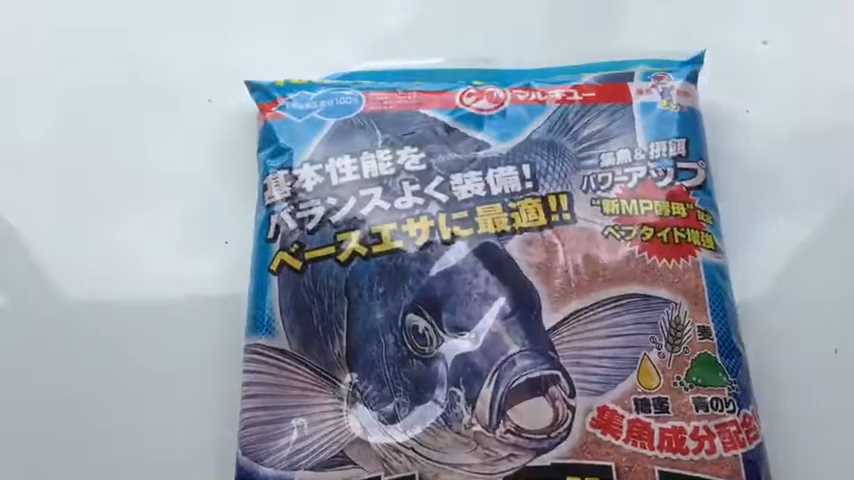 マルキユー
基本性能を
バランスよく装備!
ベースエサに最適!!
集魚&摂餌
パワーアップ
"新MP酵母"配合
ペプタイド増強
麦
糖蜜
青のり
集魚成分配合